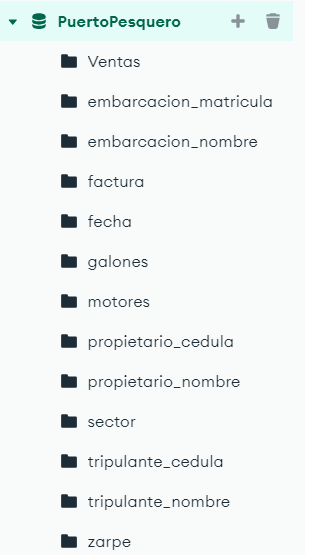 PuertoPesquero
Ventas
embarcacion_matricula
embarcacion_nombre
factura
fecha
galones
motores
propietario_cedula
propietario_nombre
sector
tripulante_cedula
tripulante_nombre
zarpe